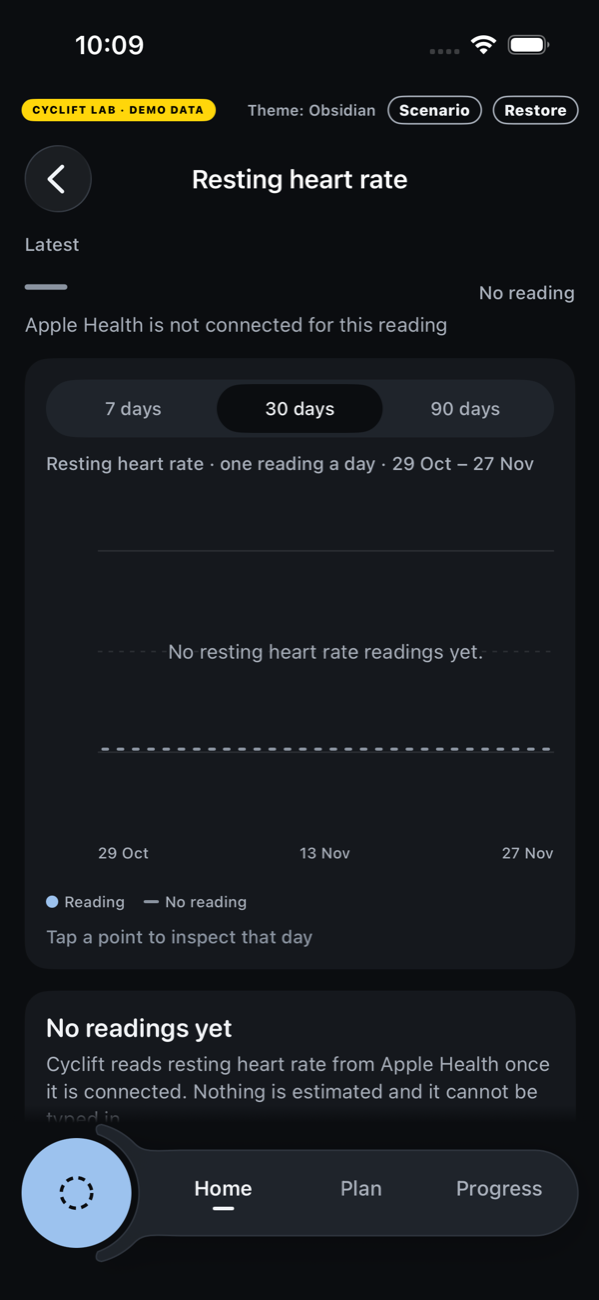 10:09
CYCLIFT LAB · DEMO DATA
Theme: Obsidian
Scenario
Restore
Resting heart rate
Latest
No reading
Apple Health is not connected for this reading
7 days
30 days
90 days
Resting heart rate · one reading a day · 29 Oct – 27 Nov
No resting heart rate readings yet.
29 Oct
13 Nov
27 Nov
Reading
No reading
Tap a point to inspect that day
No readings yet
Cyclift reads resting heart rate from Apple Health once
it is connected. Nothing is estimated and it cannot be
typed in.
Home
Plan
Progress